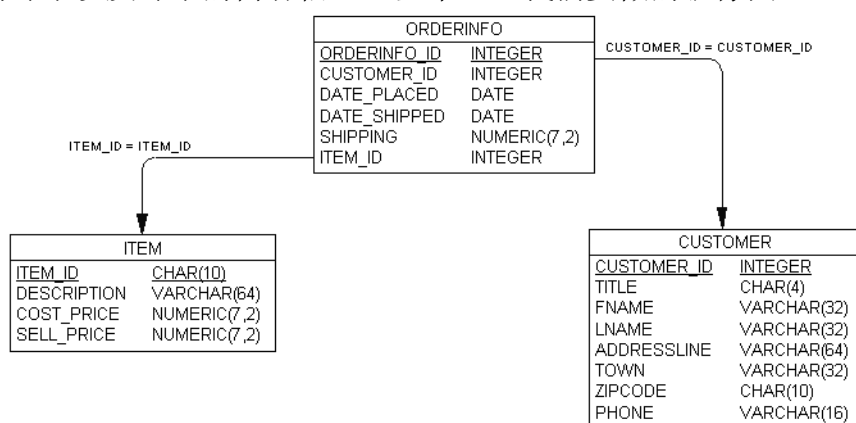 ORDERINFO
ORDERINFO_ID INTEGER
CUSTOMER_ID INTEGER
DATE_PLACED DATE
DATE_SHIPPED DATE
SHIPPING NUMERIC(7,2)
ITEM_ID INTEGER
CUSTOMER_ID = CUSTOMER_ID
ITEM_ID = ITEM_ID
ITEM
ITEM_ID CHAR(10)
DESCRIPTION VARCHAR(64)
COST_PRICE NUMERIC(7,2)
SELL_PRICE NUMERIC(7,2)
CUSTOMER
CUSTOMER_ID INTEGER
TITLE CHAR(4)
FNAME VARCHAR(32)
LNAME VARCHAR(32)
ADDRESSLINE VARCHAR(64)
TOWN VARCHAR(32)
ZIPCODE CHAR(10)
PHONE VARCHAR(16)